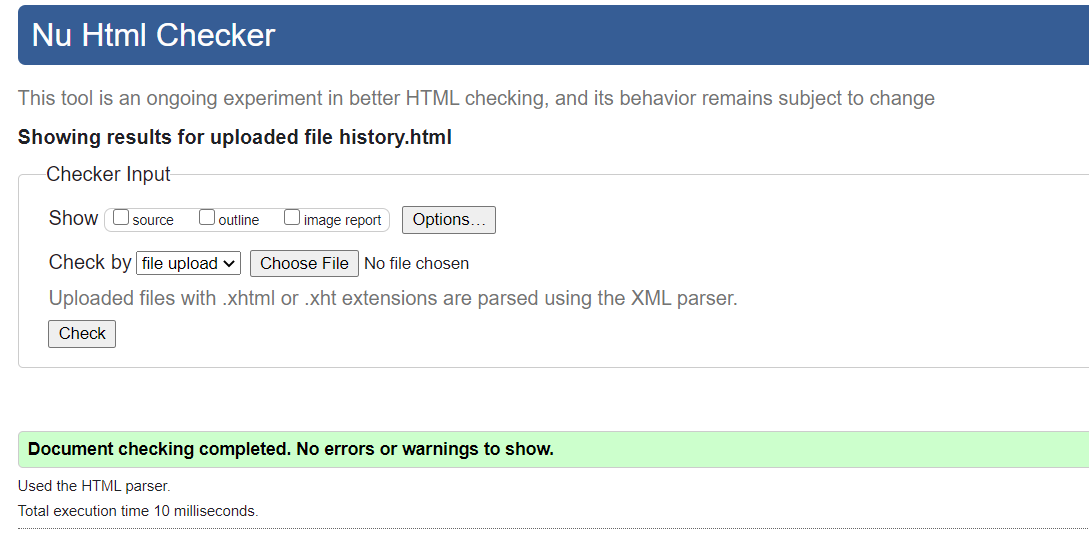 Nu Html Checker
This tool is an ongoing experiment in better HTML checking, and its behavior remains subject to change
Showing results for uploaded file history.html
Checker Input
Show source outline image report Options...
Check by file upload Choose File No file chosen
Uploaded files with .xhtml or .xht extensions are parsed using the XML parser.
Check
Document checking completed. No errors or warnings to show.
Used the HTML parser.
Total execution time 10 milliseconds.